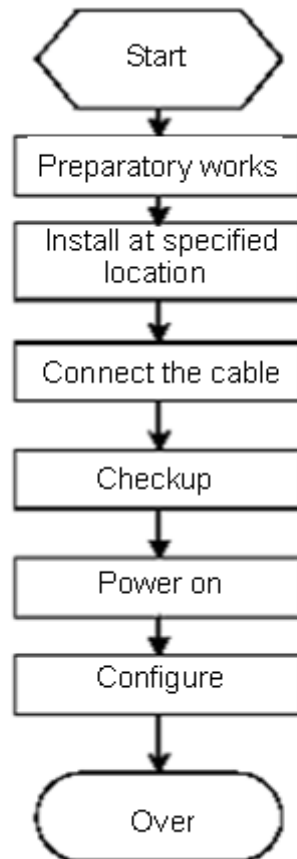 Start
Preparatory works
Install at specified
location
Connect the cable
Checkup
Power on
Configure
Over